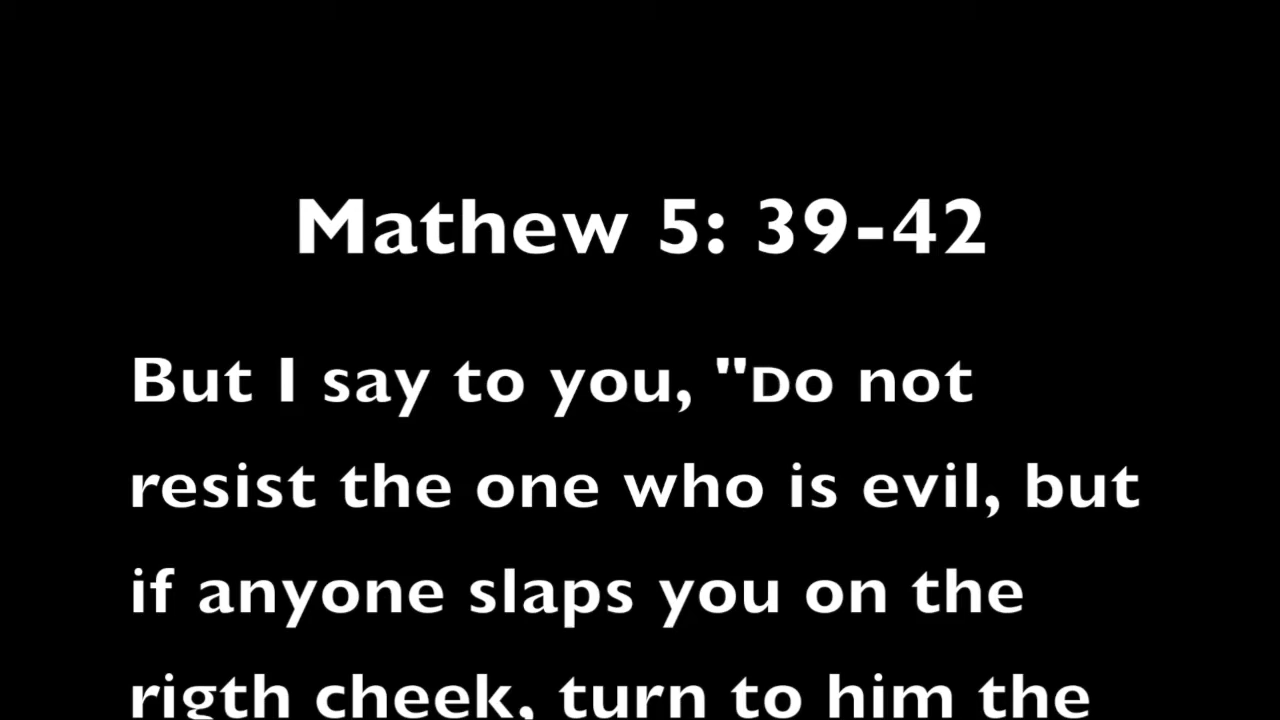 Mathew 5: 39-42
But I say to you, "Do not
resist the one who is evil, but
if anyone slaps you on the
rigth cheek, turn to him the